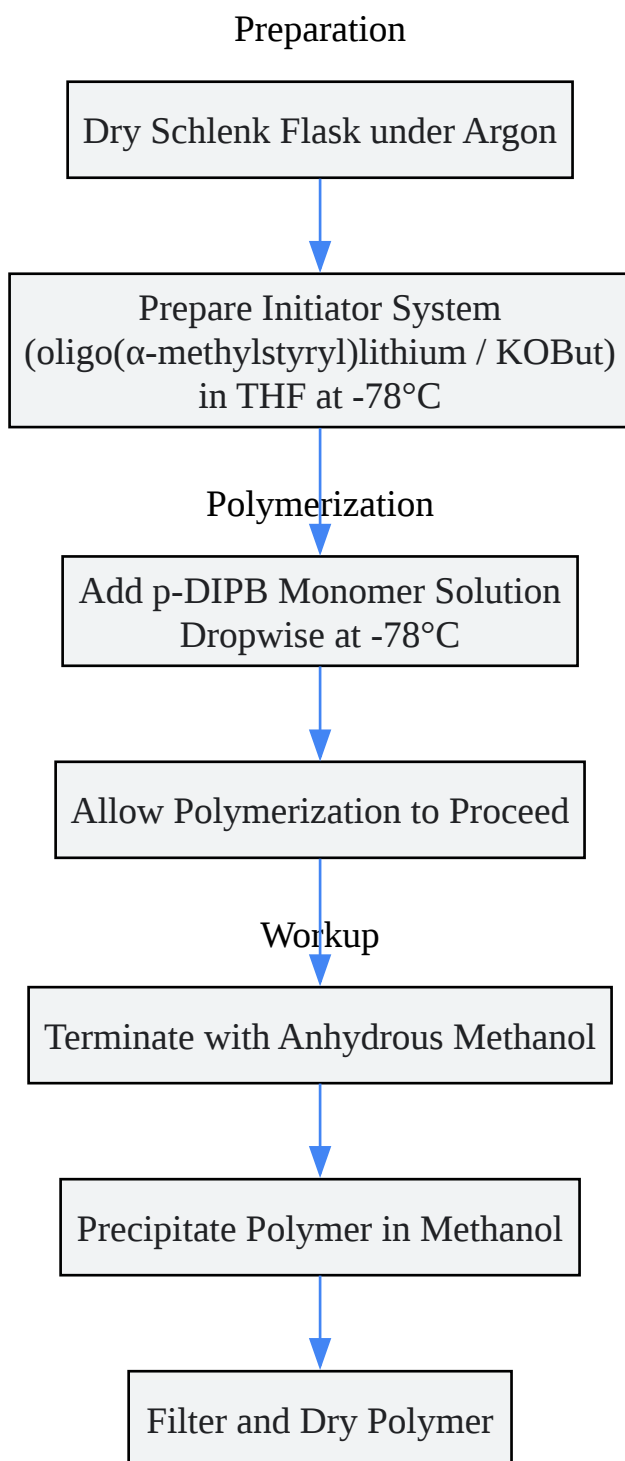 Preparation
Dry Schlenk Flask under Argon
Prepare Initiator System
(oligo(α-methylstyryl)lithium / KOBut)
in THF at -78°C
Polymerization
Add p-DIPB Monomer Solution
Dropwise at -78°C
Allow Polymerization to Proceed
Workup
Terminate with Anhydrous Methanol
Precipitate Polymer in Methanol
Filter and Dry Polymer